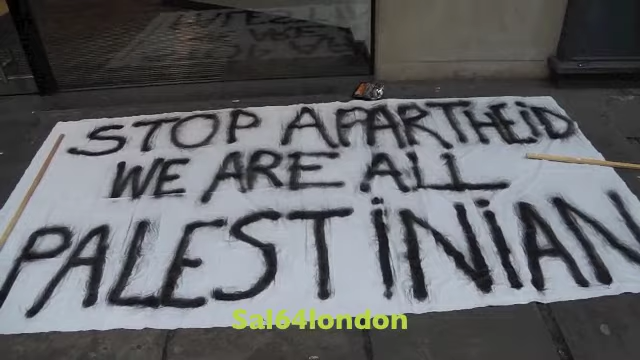 STOP APARTHEiD
WE ARE ALL
PALESTiNiAN
Sal64london